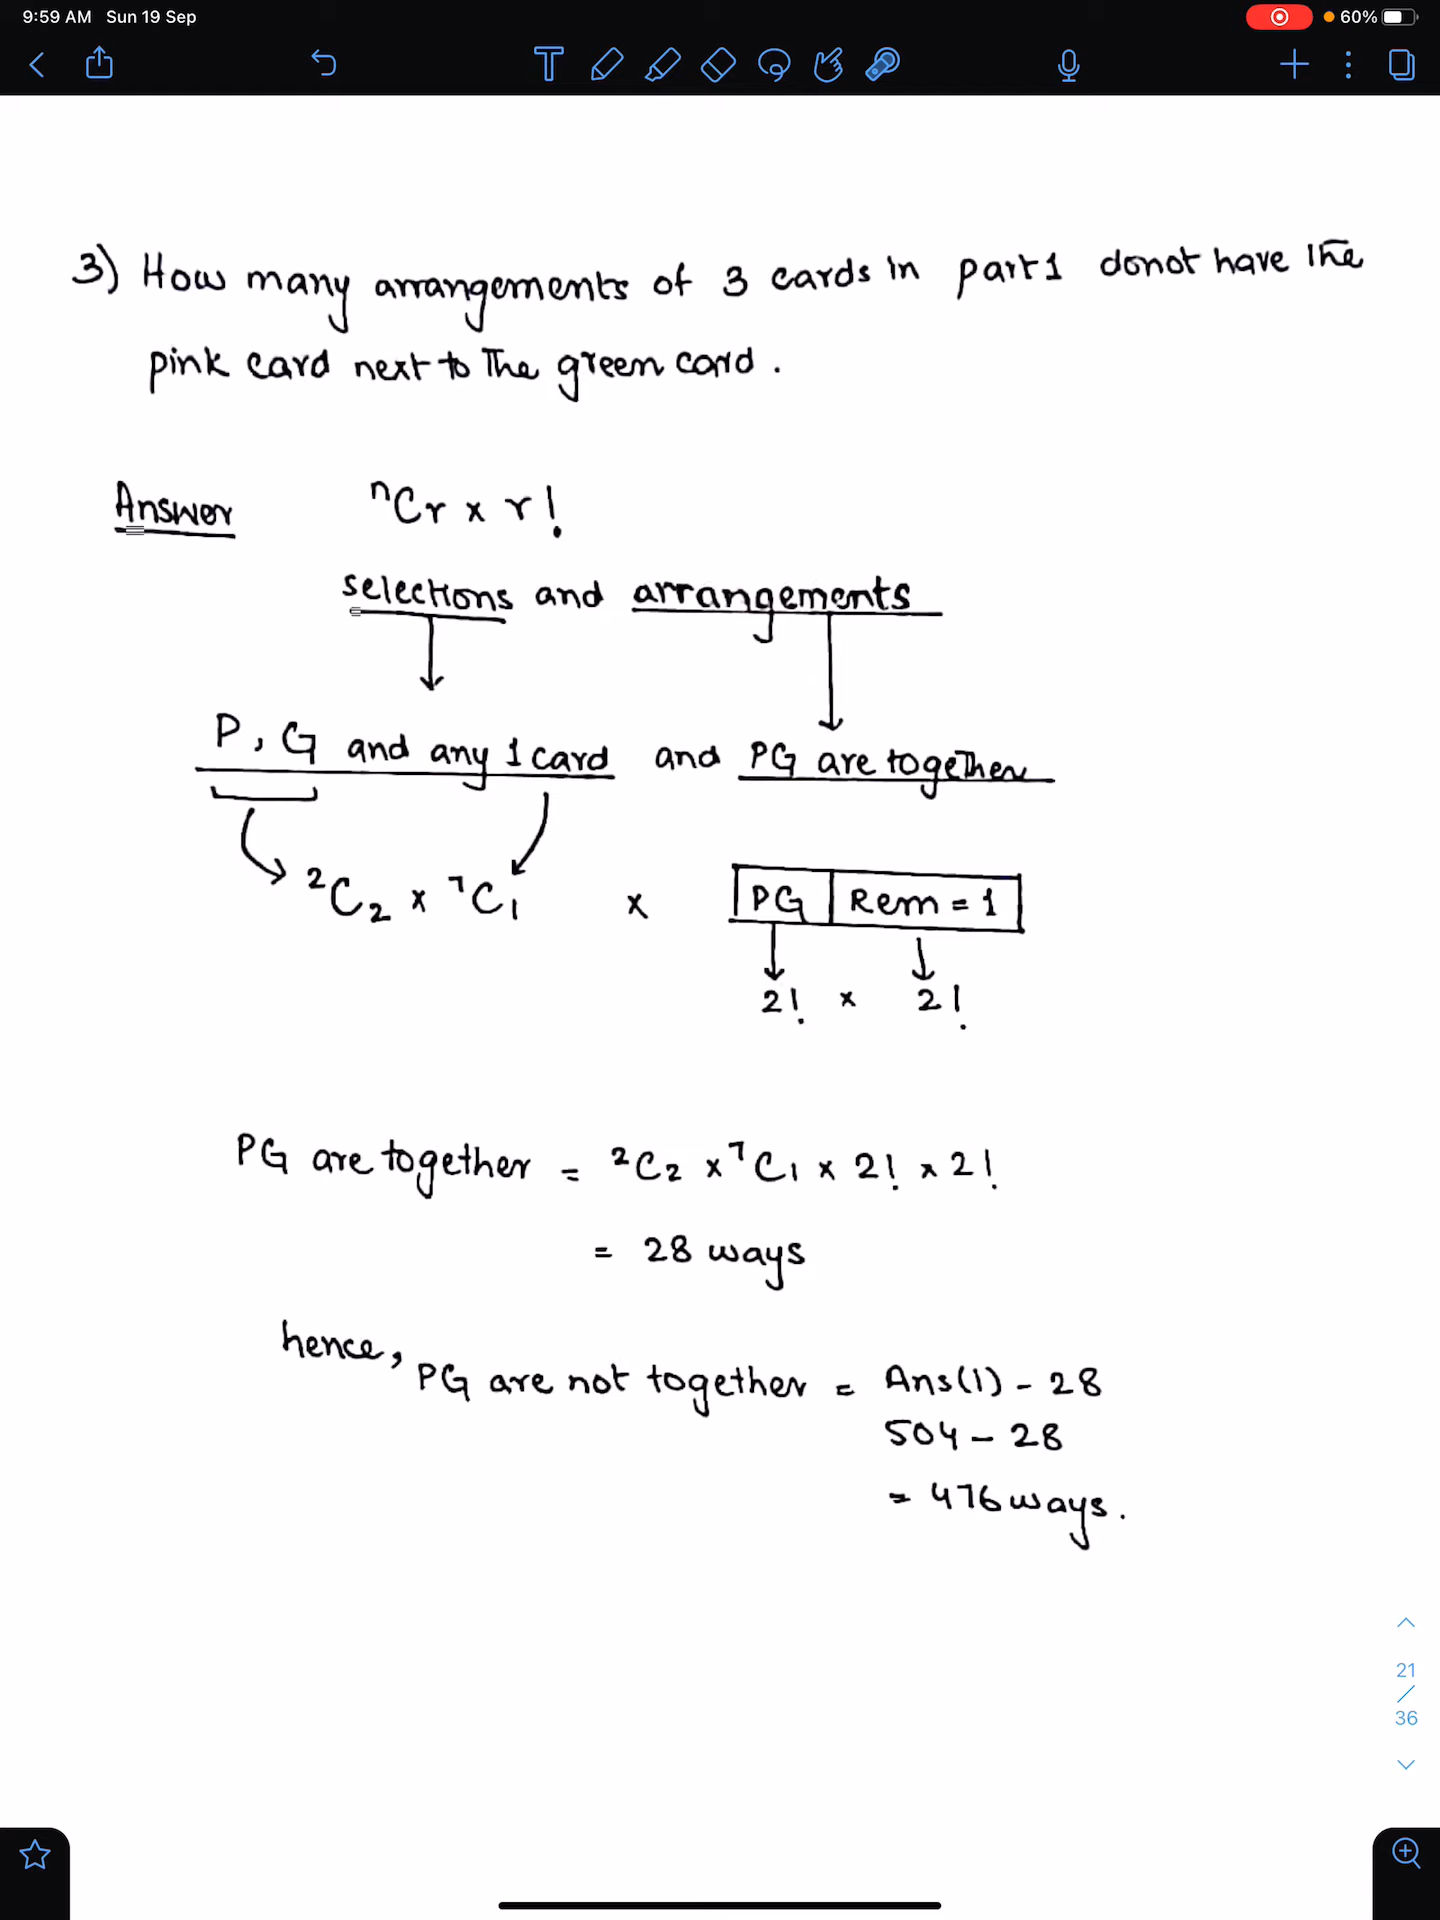 9:59 AM Sun 19 Sep
60%
3) How many arrangements of 3 cards in part 1 donot have the
pink card next to The green card.
Answer ⁿCr x r!
selections and arrangements
P, G and any 1 card and PG are together
²C₂ x ⁷C₁ x PG Rem = 1
2! x 2!
PG are together = ²C₂ x ⁷C₁ x 2! x 2!
= 28 ways
hence, PG are not together = Ans(1) - 28
504 - 28
= 476 ways.
21
/
36